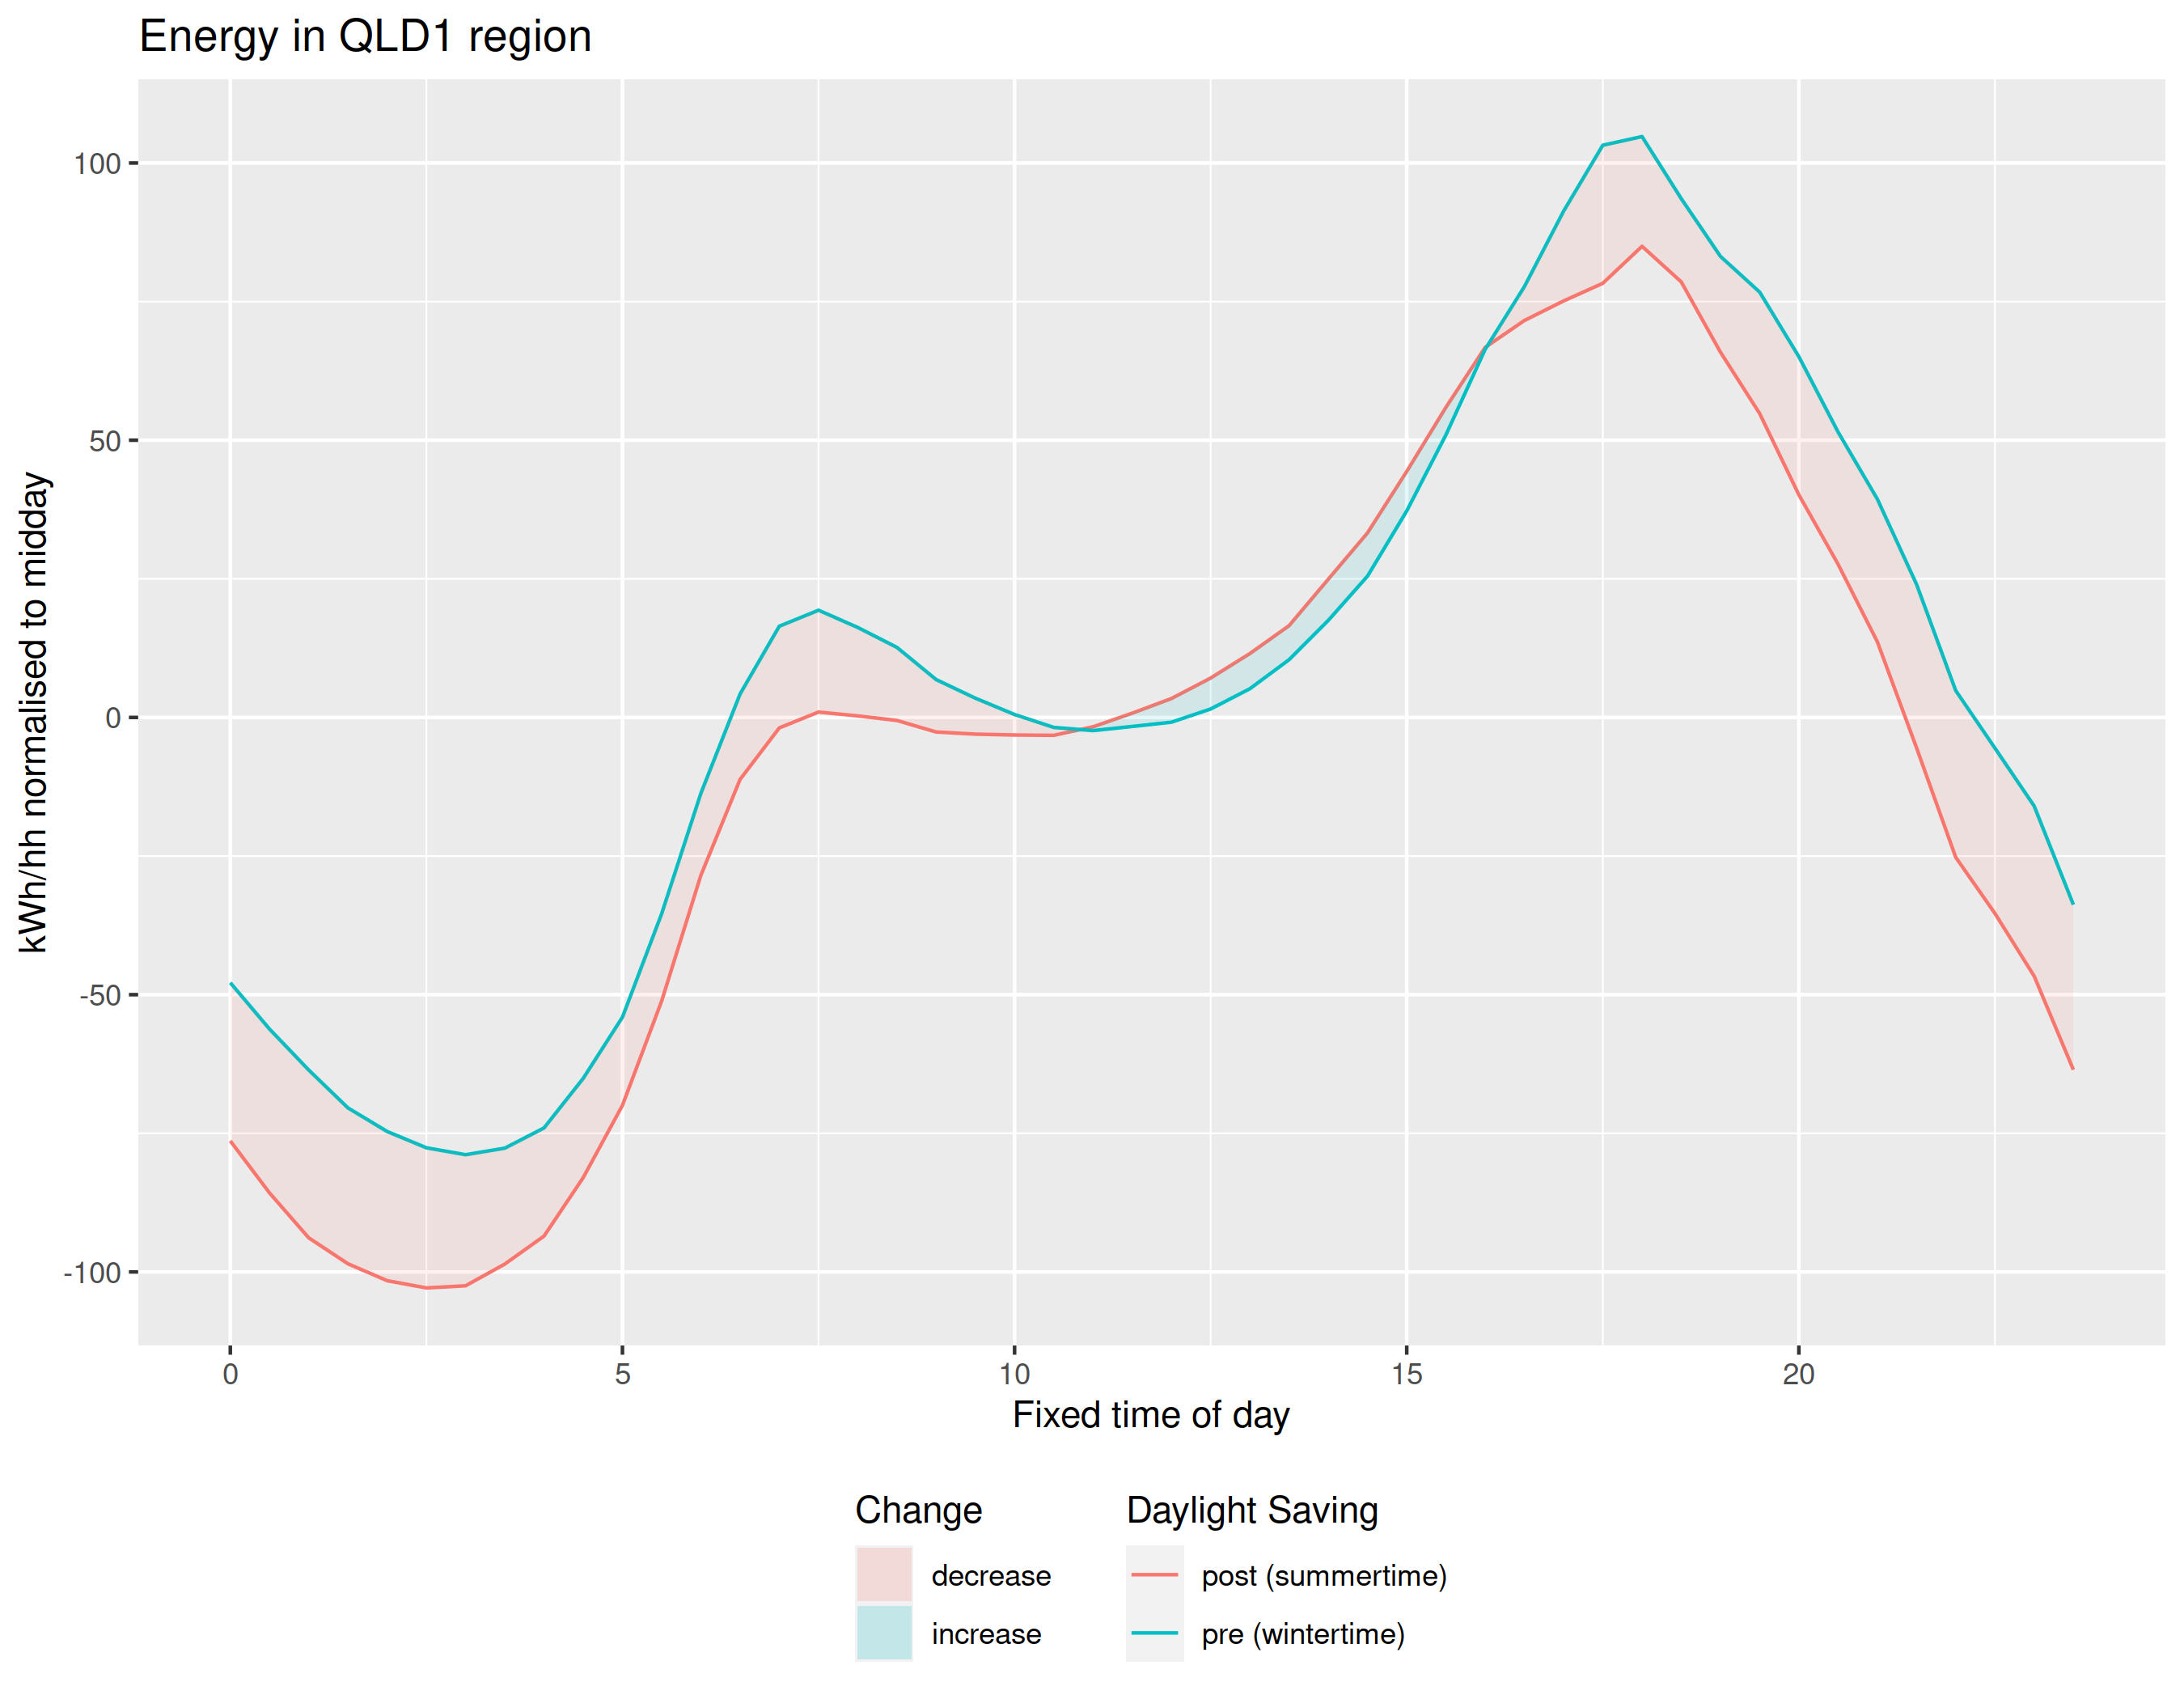 Energy in QLD1 region
100
50
0
-50
-100
kWh/hh normalised to midday
0 5 10 15 20
Fixed time of day
Change
decrease
increase
Daylight Saving
post (summertime)
pre (wintertime)